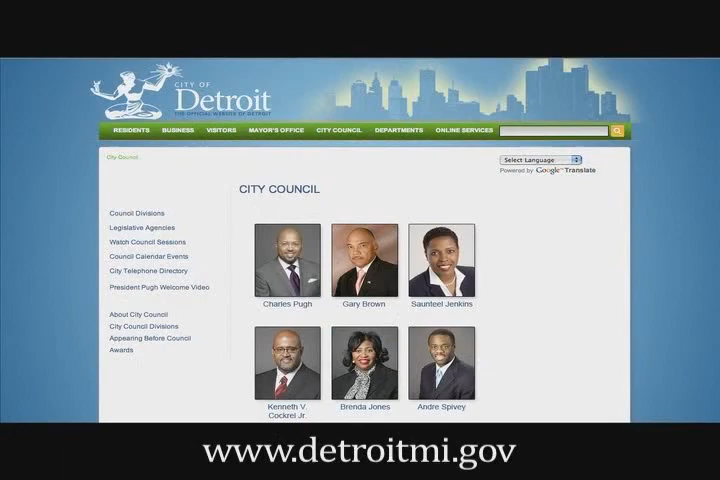 CITY OF
Detroit
THE OFFICIAL WEBSITE OF DETROIT
RESIDENTS BUSINESS VISITORS MAYOR'S OFFICE CITY COUNCIL DEPARTMENTS ONLINE SERVICES
City Council
Select Language
Powered by Google™ Translate
CITY COUNCIL
Council Divisions
Legislative Agencies
Watch Council Sessions
Council Calendar Events
City Telephone Directory
President Pugh Welcome Video
About City Council
City Council Divisions
Appearing Before Council
Awards
Charles Pugh
Gary Brown
Saunteel Jenkins
Kenneth V.
Cockrel Jr.
Brenda Jones
Andre Spivey
www.detroitmi.gov